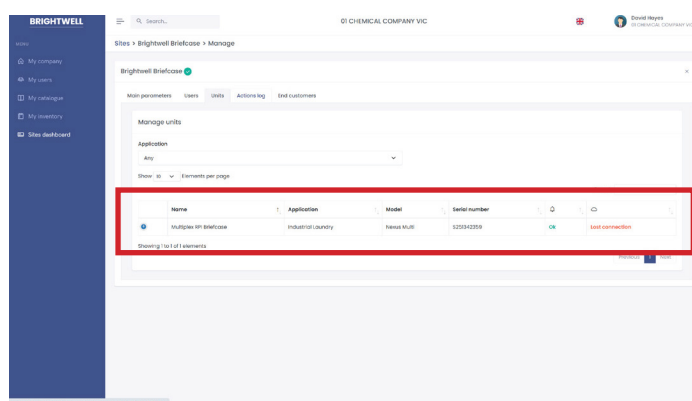 BRIGHTWELL
Search...
01 CHEMICAL COMPANY VIC
David Hayes
01 CHEMICAL COMPANY VIC
MENU
My company
My users
My catalogue
My inventory
Sites dashboard
Sites > Brightwell Briefcase > Manage
Brightwell Briefcase
×
Main parameters Users Units Actions log End customers
Manage units
Application
Any
Show 10 Elements per page
Name Application Model Serial number
Multiplex RPI Briefcase Industrial Laundry Nexus Multi S251342359 OK Lost connection
Showing 1 to 1 of 1 elements
Previous 1 Next